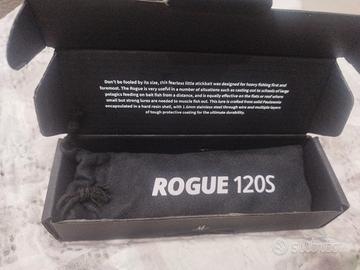 Don't be fooled by its size, this fearless little stickbait was designed for heavy fishing first and
foremost. The Rogue is very useful in a number of situations such as casting out to schools of large
pelagics feeding on bait fish from a distance, and is equally effective on the flats or reef where
small but strong lures are needed to muscle fish out. This lure is crafted from solid Paulownia
encapsulated in a hard resin shell, with 1.6mm stainless steel through wire and multiple layers
of tough protective coating for the ultimate durability.
ROGUE 120S
subito